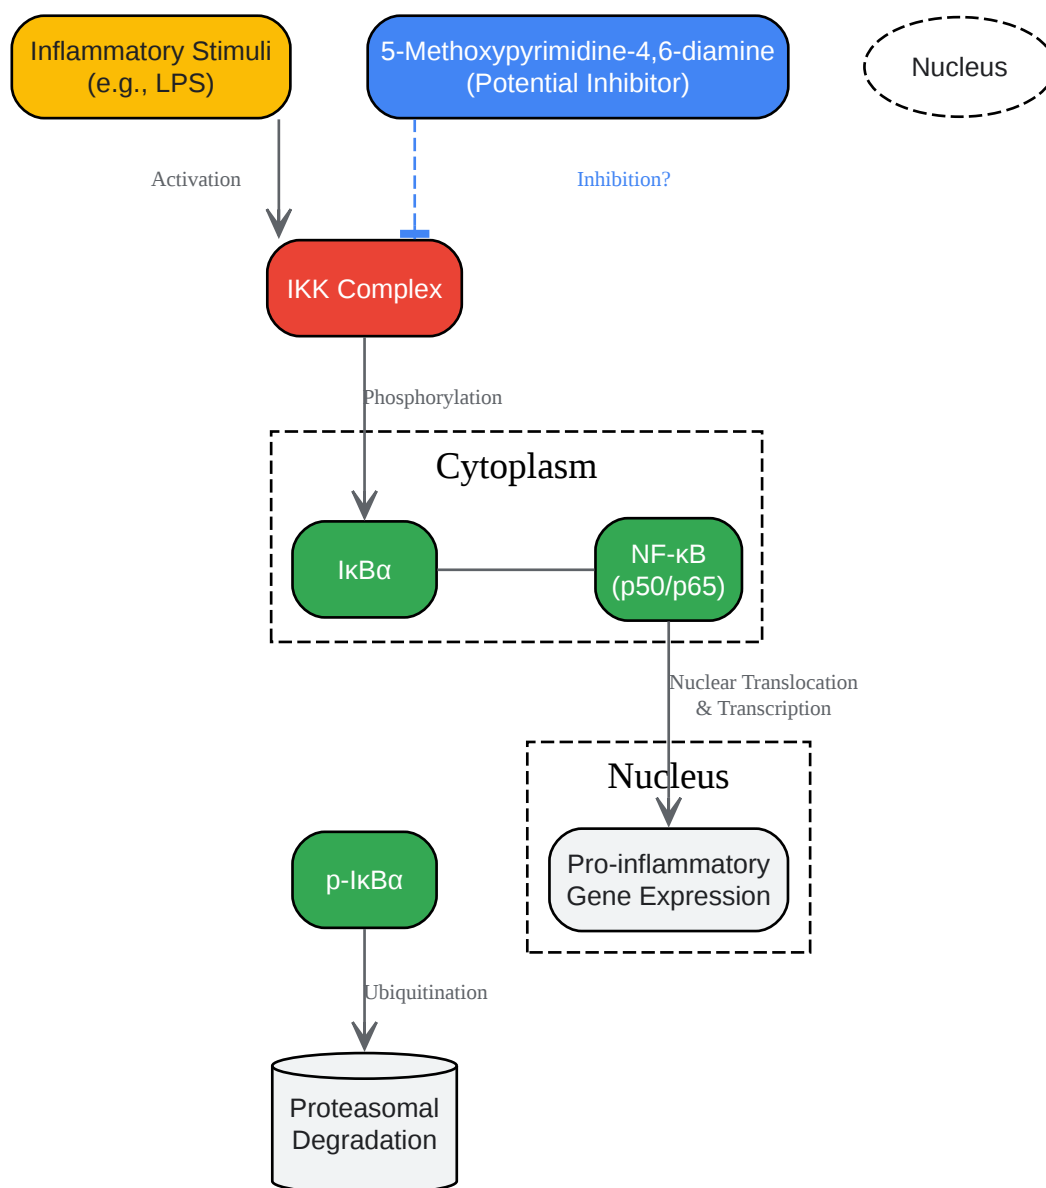 Inflammatory Stimuli
(e.g., LPS)
5-Methoxypyrimidine-4,6-diamine
(Potential Inhibitor)
Nucleus
Activation
Inhibition?
IKK Complex
Phosphorylation
Cytoplasm
IκBα
NF-κB
(p50/p65)
Nuclear Translocation
& Transcription
Nucleus
p-IκBα
Pro-inflammatory
Gene Expression
Ubiquitination
Proteasomal
Degradation